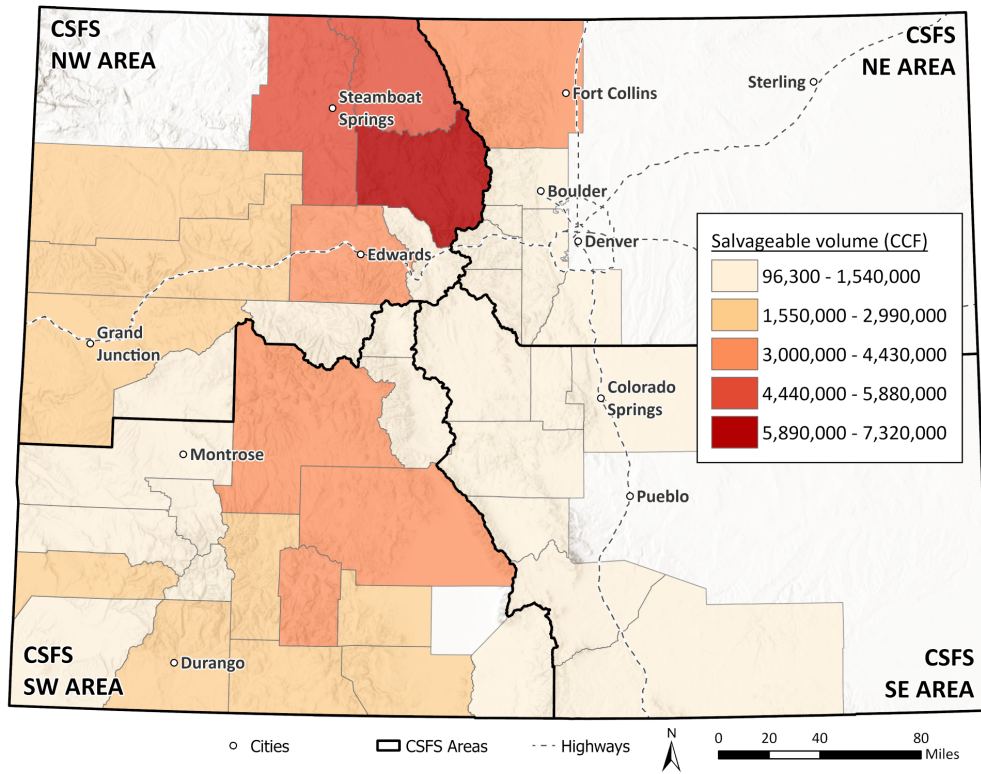 CSFS
NW AREA
CSFS
NE AREA
Steamboat
Springs
Fort Collins
Sterling
Boulder
Denver
Edwards
Grand
Junction
Salvageable volume (CCF)
96,300 - 1,540,000
1,550,000 - 2,990,000
3,000,000 - 4,430,000
4,440,000 - 5,880,000
5,890,000 - 7,320,000
Colorado
Springs
Montrose
Pueblo
Durango
CSFS
SW AREA
CSFS
SE AREA
Cities
CSFS Areas
Highways
N
0 20 40 80
Miles